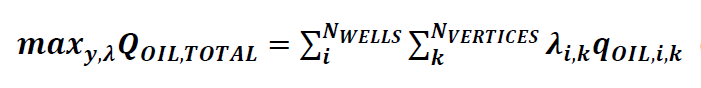 max_{y,λ} Q_{OIL,TOTAL} = ∑_{i}^{N_{WELLS}} ∑_{k}^{N_{VERTICES}} λ_{i,k} q_{OIL,i,k}